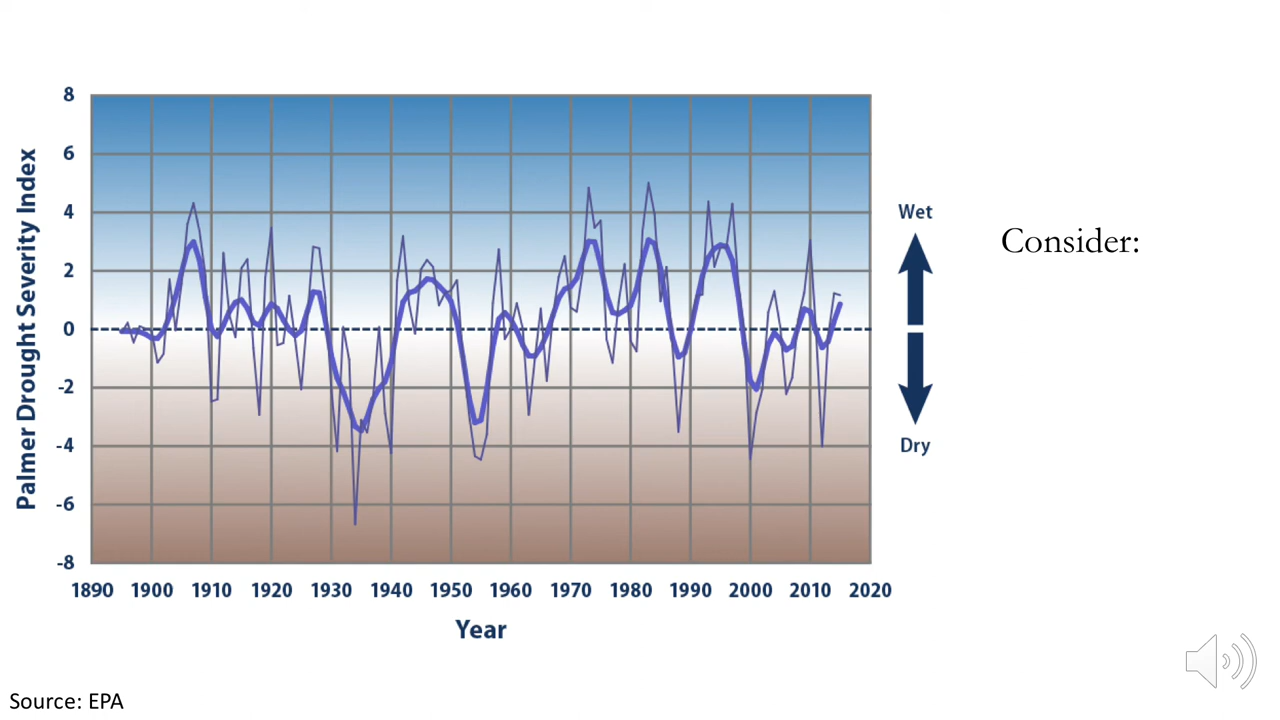 8
6
4
2
0
-2
-4
-6
-8
Palmer Drought Severity Index
1890 1900 1910 1920 1930 1940 1950 1960 1970 1980 1990 2000 2010 2020
Year
Wet
Dry
Consider:
Source: EPA